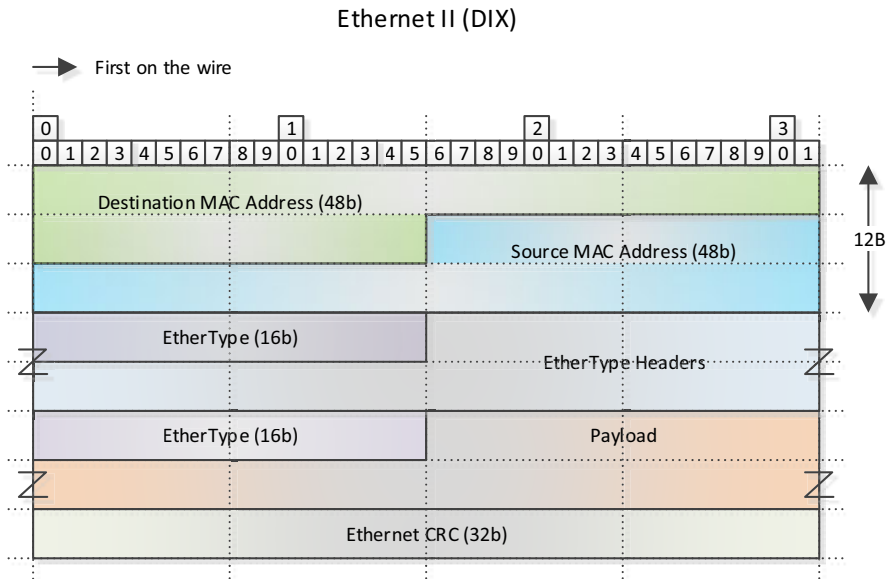 Ethernet II (DIX)
First on the wire
0 1 2 3
0 1 2 3 4 5 6 7 8 9 0 1 2 3 4 5 6 7 8 9 0 1 2 3 4 5 6 7 8 9 0 1
Destination MAC Address (48b)
Source MAC Address (48b)
12B
EtherType (16b)
EtherType Headers
EtherType (16b) Payload
Ethernet CRC (32b)